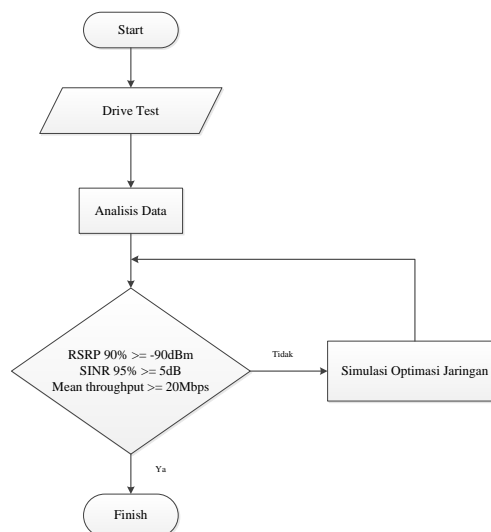 Start
Drive Test
Analisis Data
RSRP 90% >= -90dBm
SINR 95% >= 5dB
Mean throughput >= 20Mbps
Tidak
Simulasi Optimasi Jaringan
Ya
Finish